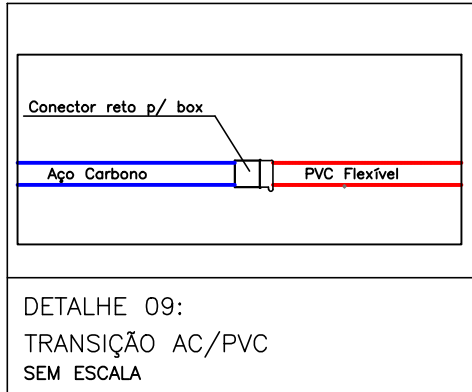 Conector reto p/ box
Aço Carbono PVC Flexível
DETALHE 09:
TRANSIÇÃO AC/PVC
SEM ESCALA